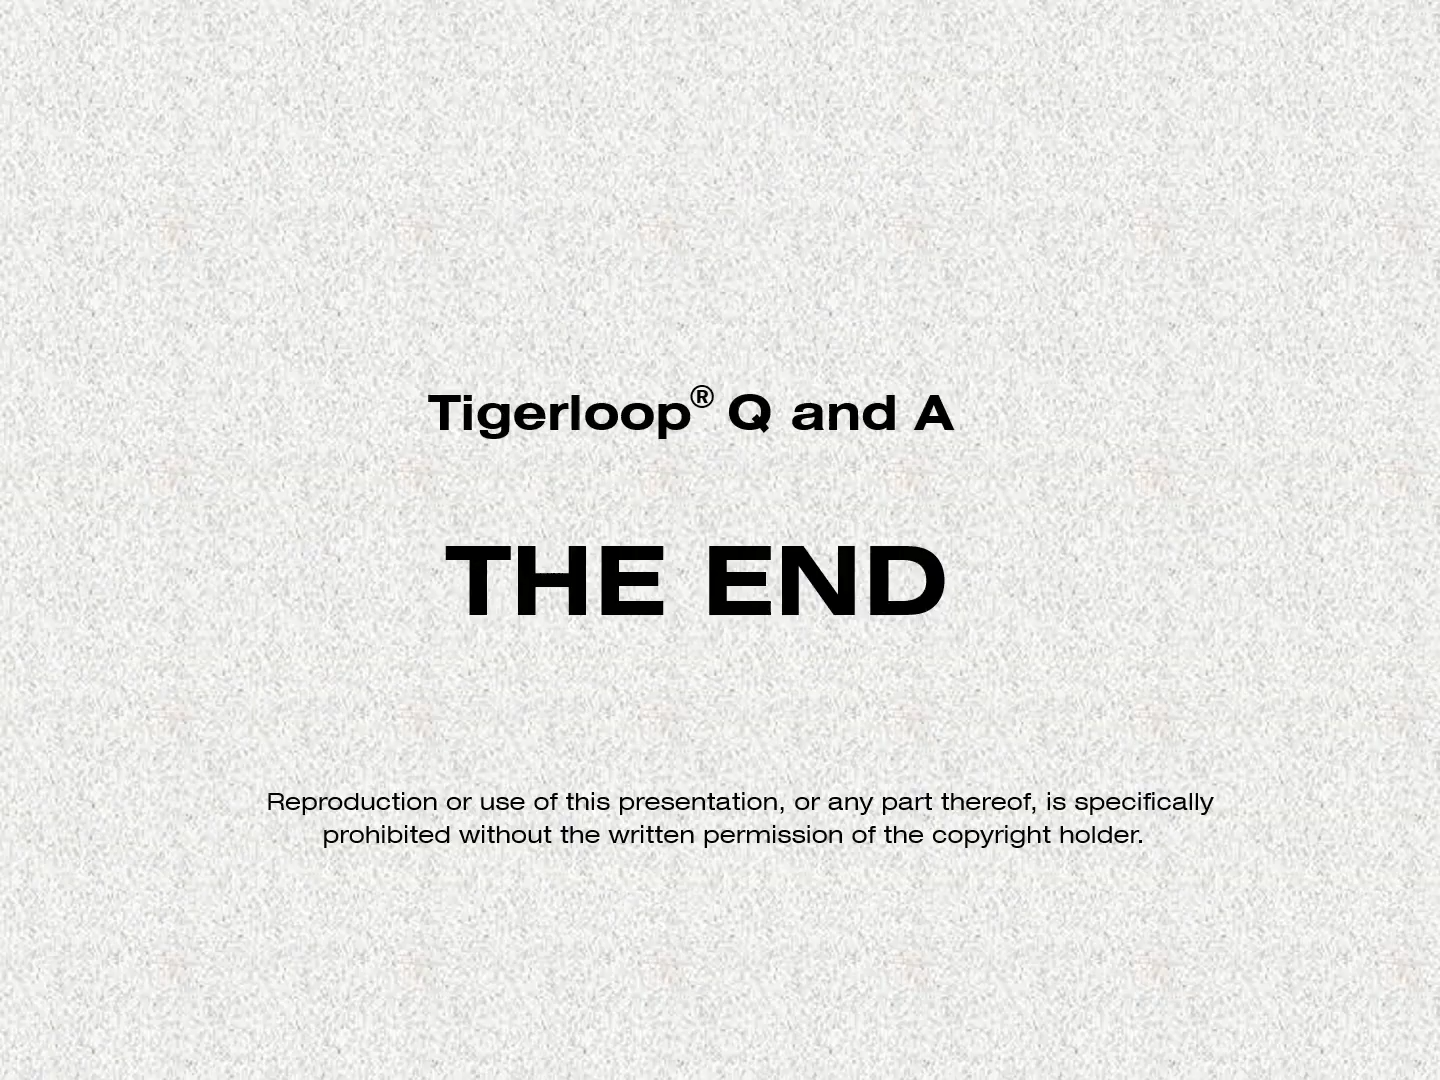 Tigerloop® Q and A
THE END
Reproduction or use of this presentation, or any part thereof, is specifically
prohibited without the written permission of the copyright holder.